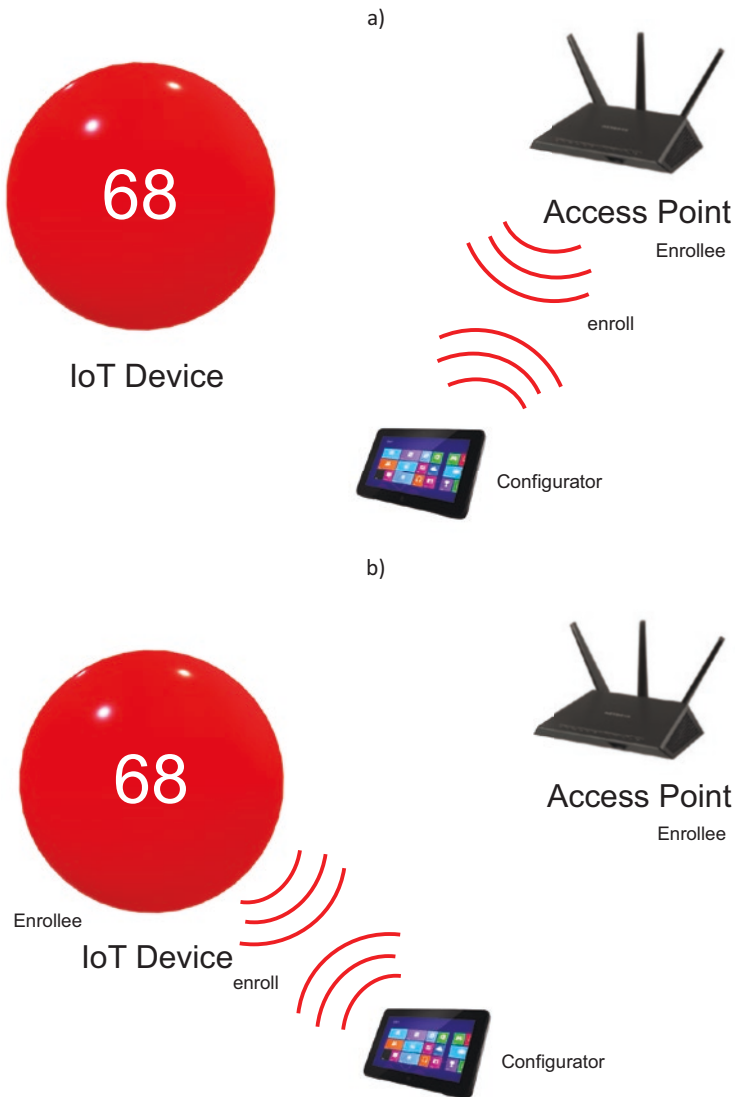 a)
68
Access Point
Enrollee
enroll
IoT Device
Configurator
b)
68
Access Point
Enrollee
Enrollee
IoT Device
enroll
Configurator